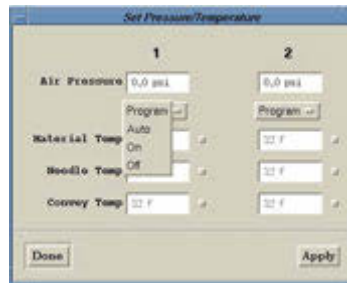 Set Pressure/Temperature
1 2
Air Pressure 0,0 psi 0,0 psi
Program Program
Auto
Material Temp 32 F
On
Needle Temp 32 F
Off
Convey Temp 32 F 32 F
Done Apply